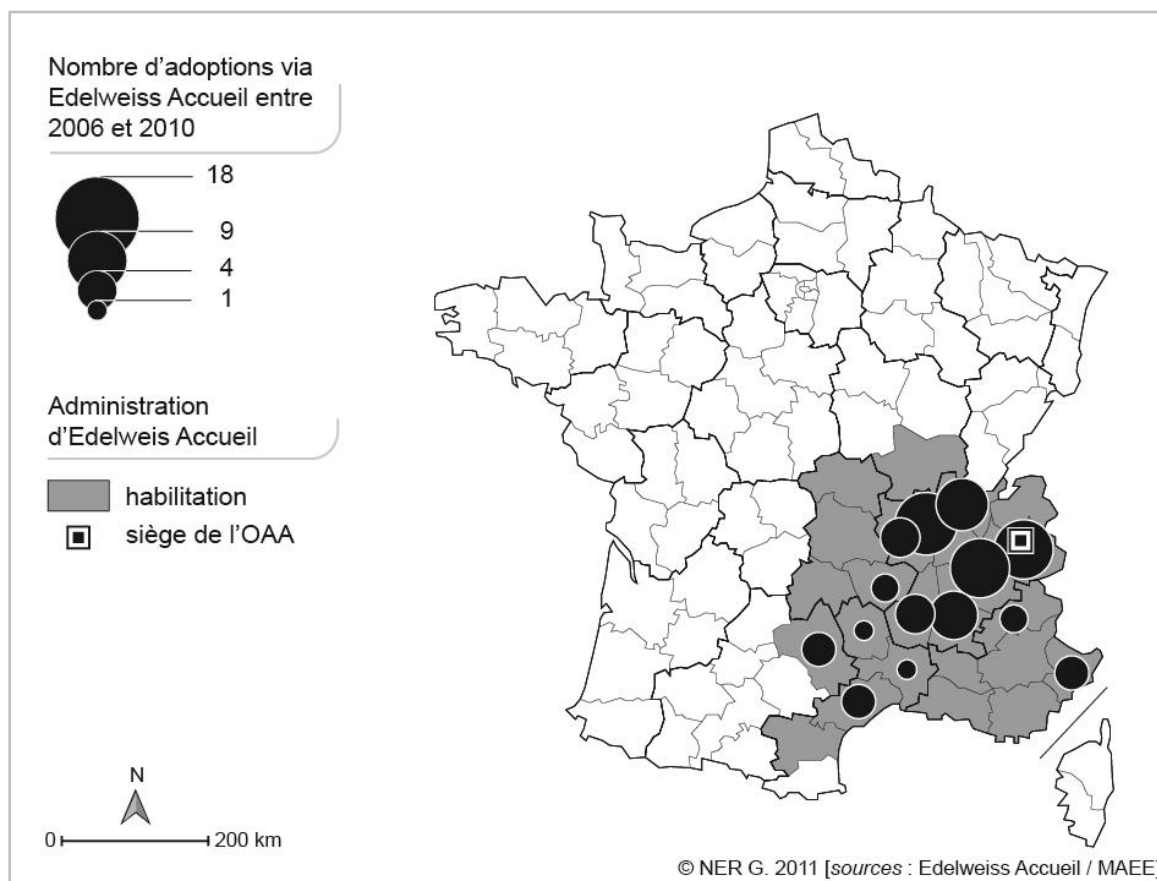 Nombre d'adoptions via
Edelweiss Accueil entre
2006 et 2010
18
9
4
1
Administration
d'Edelweis Accueil
habilitation
siège de l'OAA
N
0
200 km
© NER G. 2011 [sources : Edelweiss Accueil / MAEE]